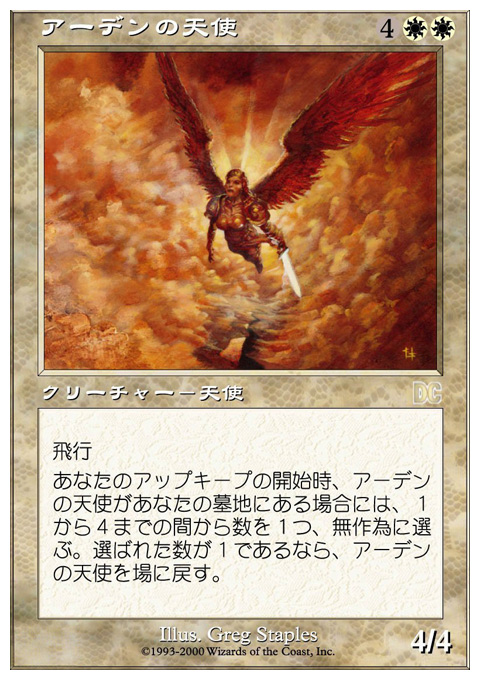 アーデンの天使 4
クリーチャー－天使 DC
飛行
あなたのアップキープの開始時、アーデン
の天使があなたの墓地にある場合には、１
から４までの間から数を１つ、無作為に選
ぶ。選ばれた数が１であるなら、アーデン
の天使を場に戻す。
Illus. Greg Staples
©1993-2000 Wizards of the Coast, Inc.
4/4